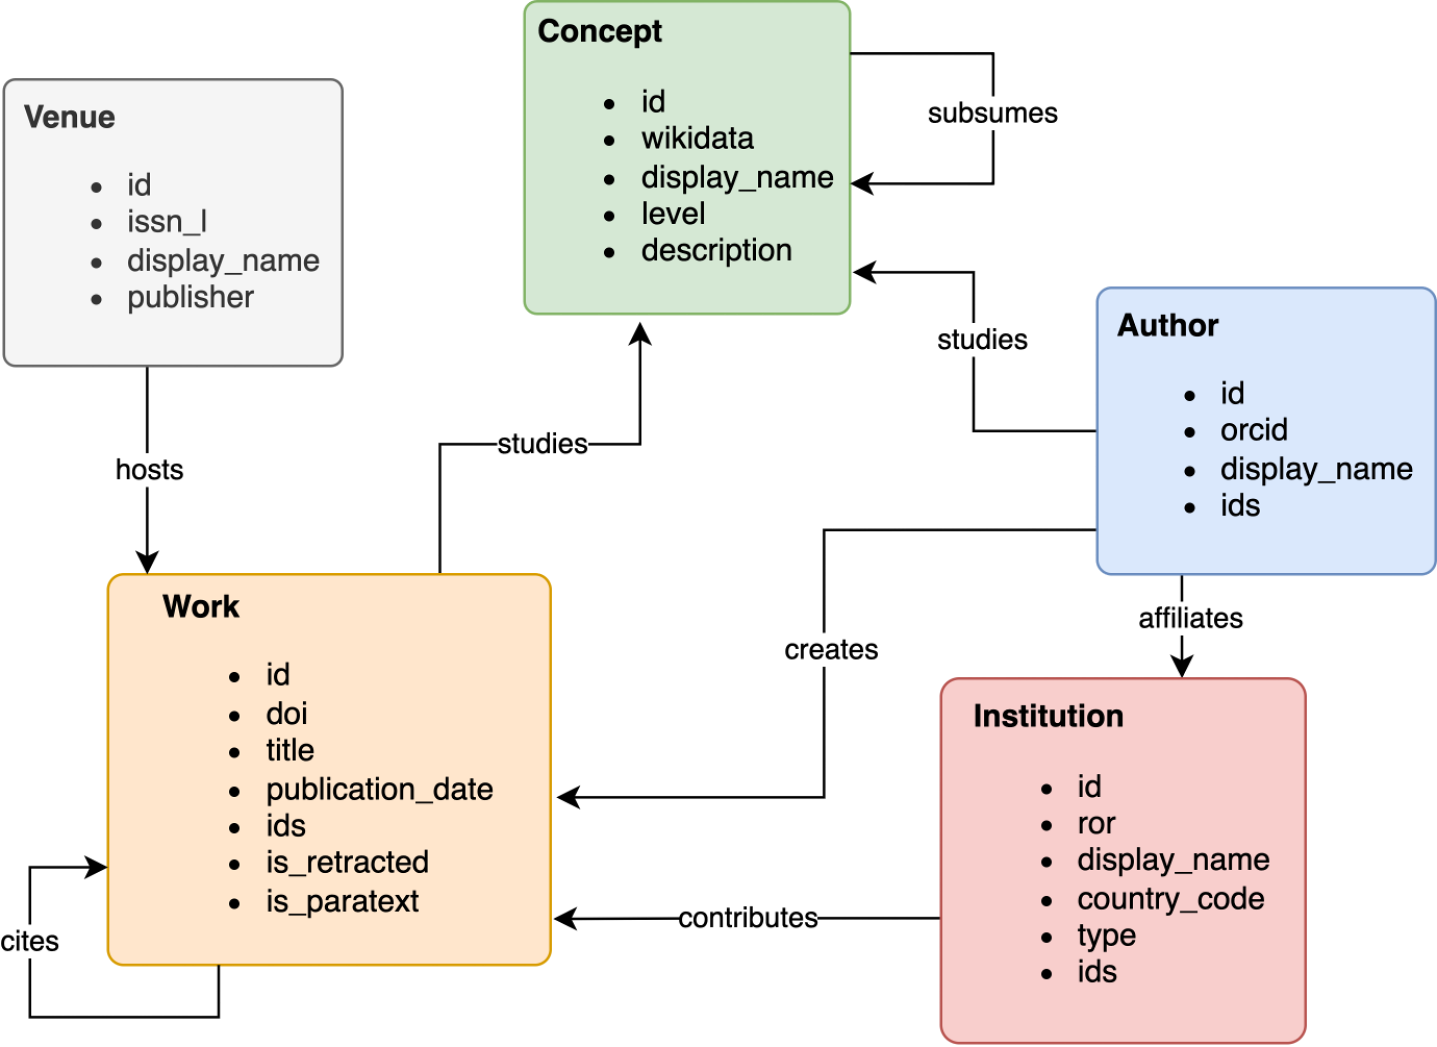 Concept
id
wikidata
display_name
level
description
subsumes
Venue
id
issn_l
display_name
publisher
studies
Author
id
orcid
display_name
ids
hosts
studies
creates
affiliates
Work
id
doi
title
publication_date
ids
is_retracted
is_paratext
cites
contributes
Institution
id
ror
display_name
country_code
type
ids